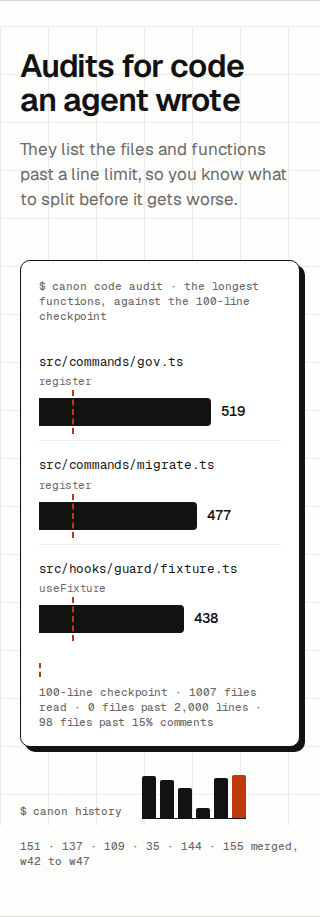 Audits for code
an agent wrote
They list the files and functions
past a line limit, so you know what
to split before it gets worse.
$ canon code audit · the longest
functions, against the 100-line
checkpoint
src/commands/gov.ts
register
519
src/commands/migrate.ts
register
477
src/hooks/guard/fixture.ts
useFixture
438
100-line checkpoint · 1007 files
read · 0 files past 2,000 lines ·
98 files past 15% comments
$ canon history
151 · 137 · 109 · 35 · 144 · 155 merged,
w42 to w47